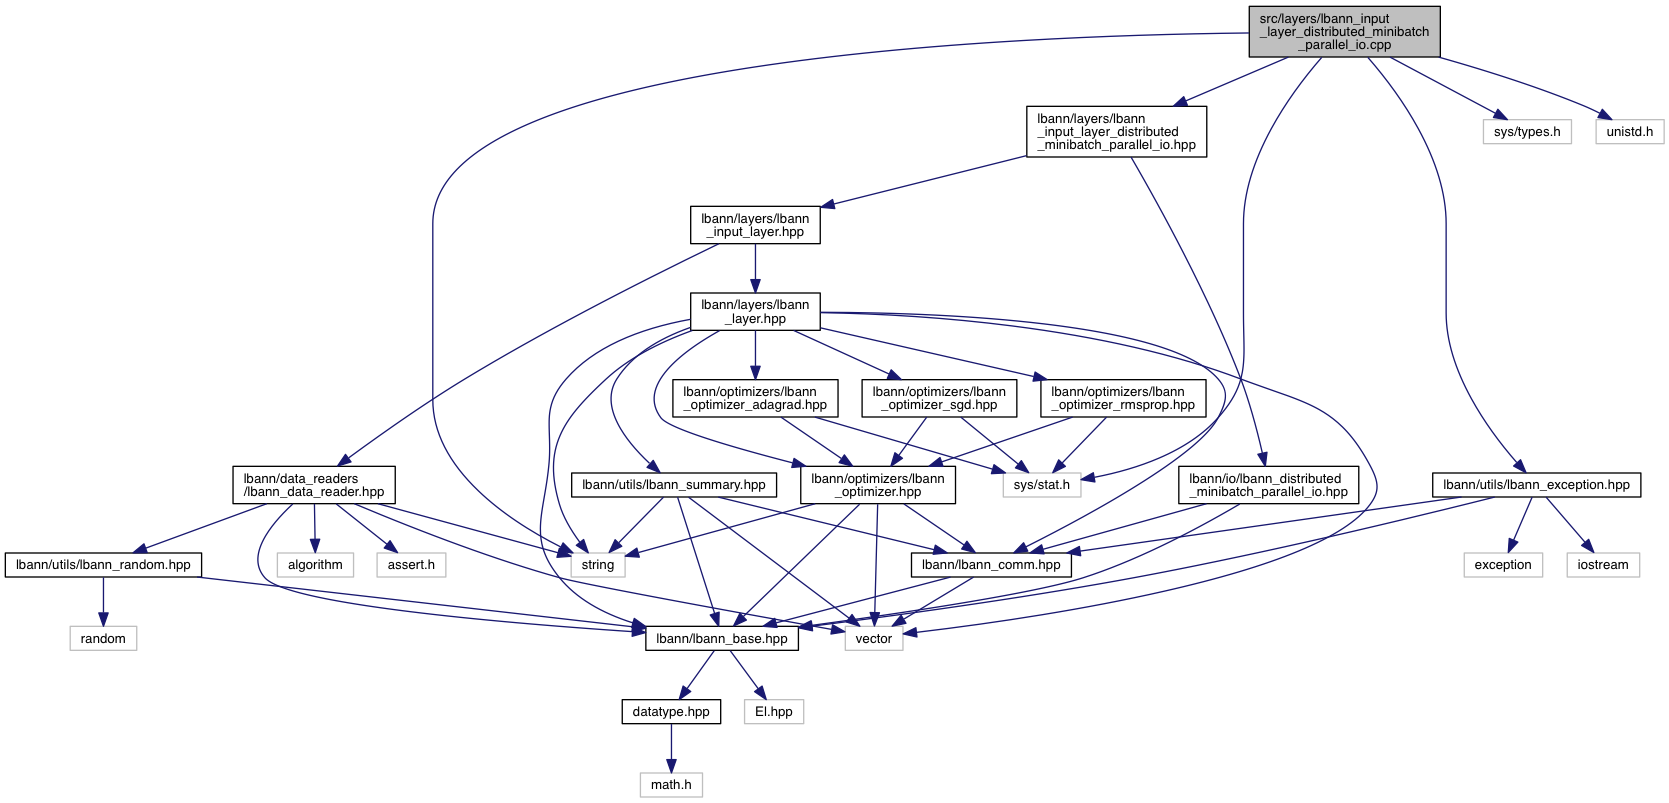 src/layers/lbann_input
_layer_distributed_minibatch
_parallel_io.cpp
lbann/layers/lbann
_input_layer_distributed
_minibatch_parallel_io.hpp
sys/types.h
unistd.h
lbann/layers/lbann
_input_layer.hpp
lbann/layers/lbann
_layer.hpp
lbann/optimizers/lbann
_optimizer_adagrad.hpp
lbann/optimizers/lbann
_optimizer_sgd.hpp
lbann/optimizers/lbann
_optimizer_rmsprop.hpp
lbann/data_readers
/lbann_data_reader.hpp
lbann/utils/lbann_summary.hpp
lbann/optimizers/lbann
_optimizer.hpp
sys/stat.h
lbann/io/lbann_distributed
_minibatch_parallel_io.hpp
lbann/utils/lbann_exception.hpp
lbann/utils/lbann_random.hpp
algorithm
assert.h
string
lbann/lbann_comm.hpp
exception
iostream
random
lbann/lbann_base.hpp
vector
datatype.hpp
El.hpp
math.h